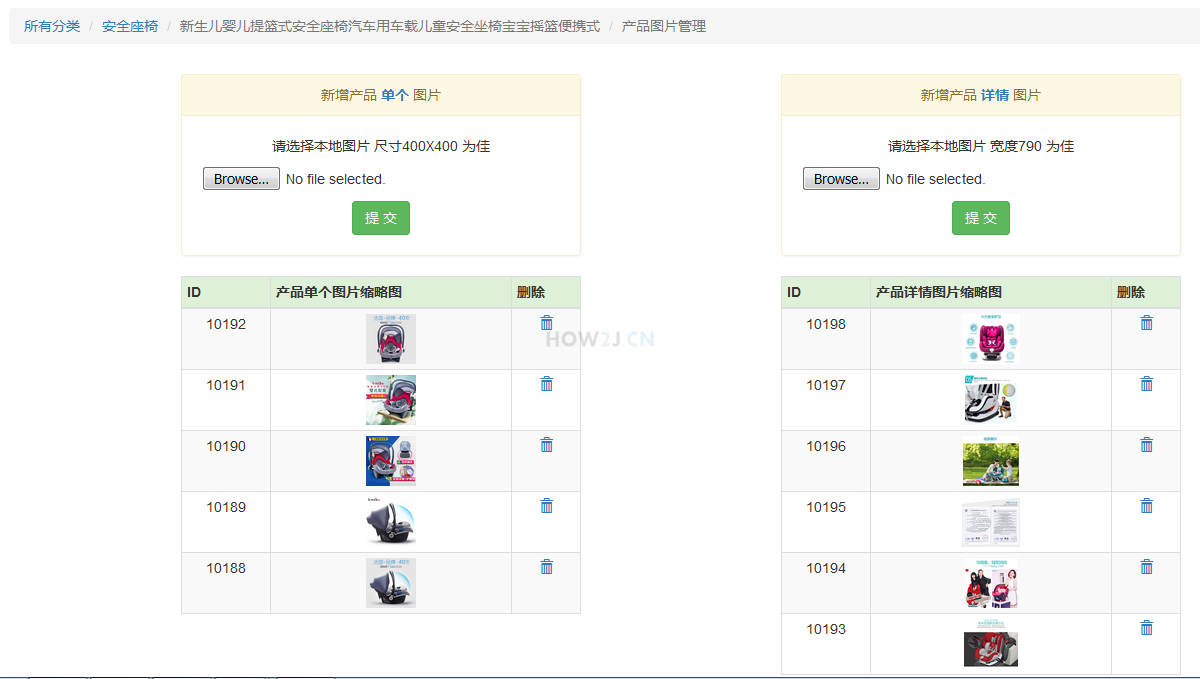 所有分类 / 安全座椅 / 新生儿婴儿提篮式安全座椅汽车用车载儿童安全坐椅宝宝摇篮便携式 / 产品图片管理
新增产品 单个 图片
请选择本地图片 尺寸400X400 为佳
Browse... No file selected.
提 交
ID 产品单个图片缩略图 删除
10192
10191
10190
10189
10188
新增产品 详情 图片
请选择本地图片 宽度790 为佳
Browse... No file selected.
提 交
ID 产品详情图片缩略图 删除
10198
10197
10196
10195
10194
10193
HOW2J.CN